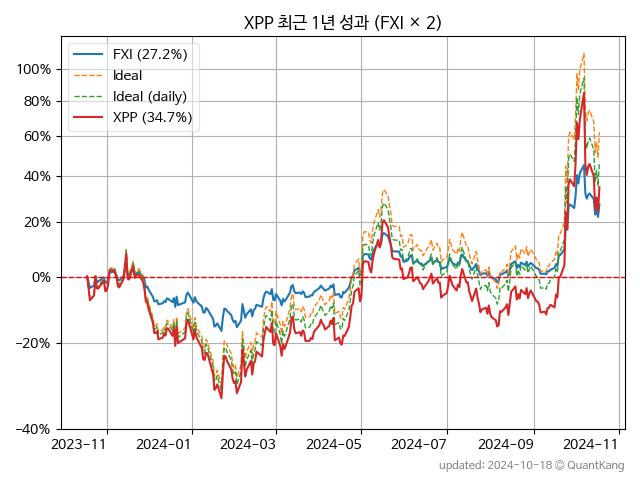 XPP 최근 1년 성과 (FXI × 2)
FXI (27.2%)
Ideal
Ideal (daily)
XPP (34.7%)
100%
80%
60%
40%
20%
0%
−20%
−40%
2023-11
2024-01
2024-03
2024-05
2024-07
2024-09
2024-11
updated: 2024-10-18 © QuantKang